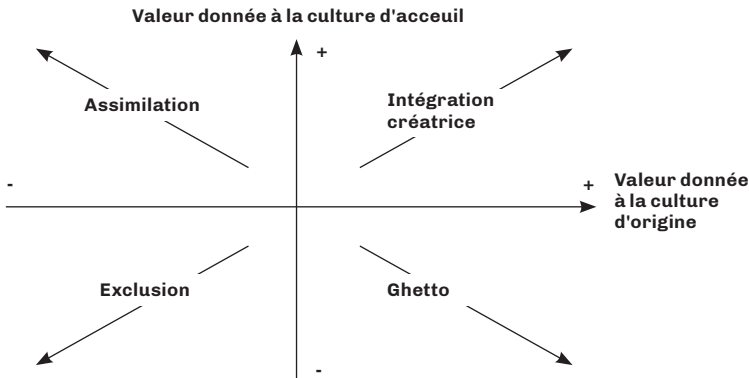 Valeur donnée à la culture d'acceuil
+
Assimilation
Intégration
créatrice
-
+
Valeur donnée
à la culture
d'origine
Exclusion
Ghetto
-